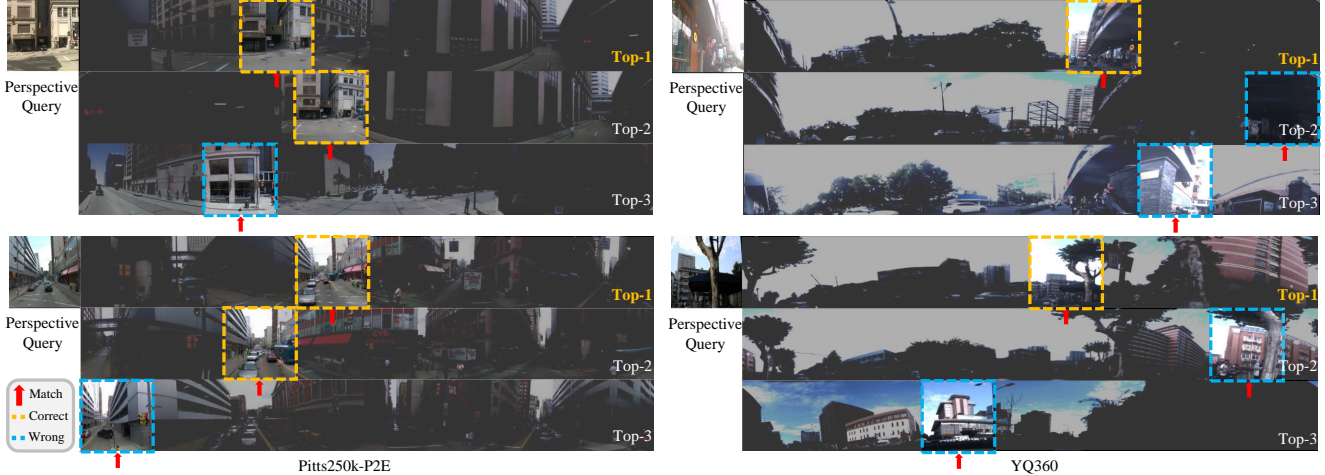 Perspective
Query
Top-1
Top-2
Top-3
Perspective
Query
Top-1
Top-2
Top-3
Perspective
Query
Top-1
Top-2
Top-3
Match
Correct
Wrong
Pitts250k-P2E
Perspective
Query
Top-1
Top-2
Top-3
YQ360